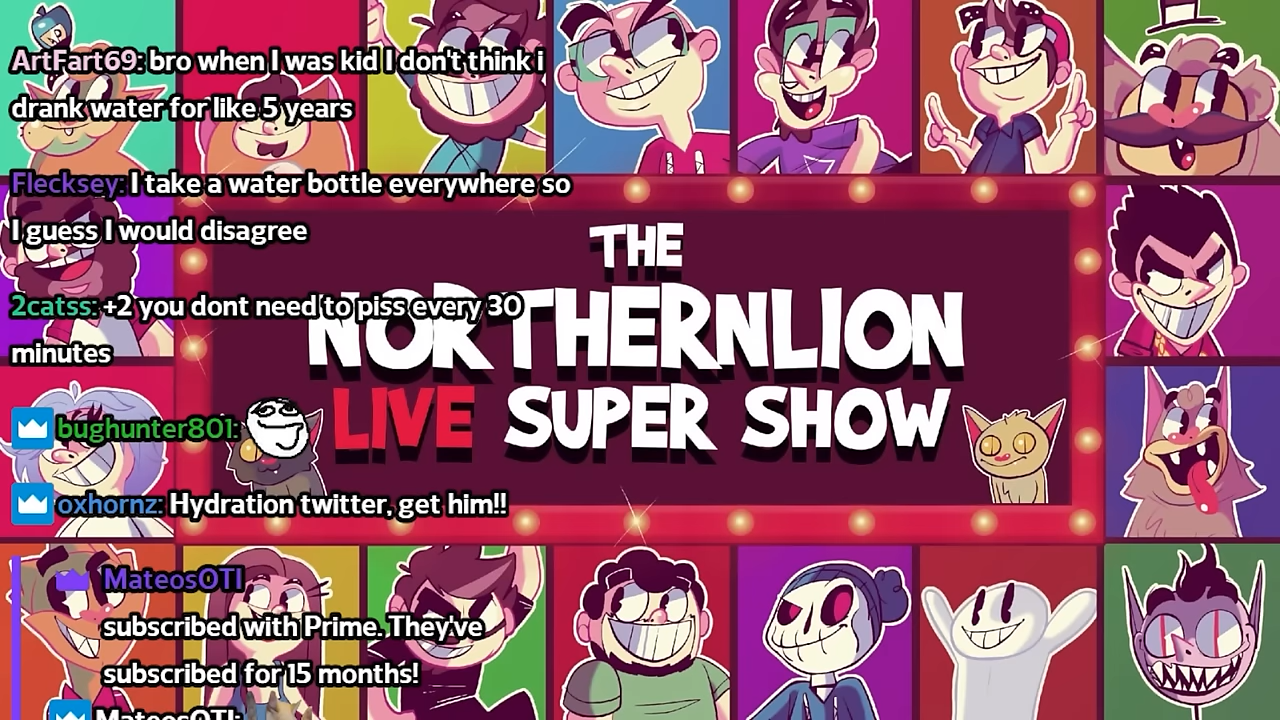 ArtFart69: bro when I was kid I don't think i
drank water for like 5 years
Flecksey: I take a water bottle everywhere so
I guess I would disagree
2catss: +2 you dont need to piss every 30
minutes
bughunter801:
oxhornz: Hydration twitter, get him!!
MateosOTI
subscribed with Prime. They've
subscribed for 15 months!
MateosOTI:
THE
NORTHERNLION
LIVE SUPER SHOW